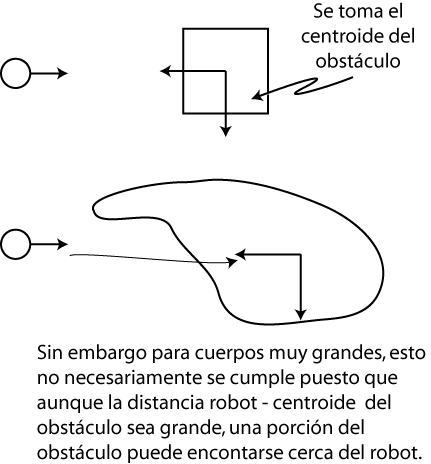 Se toma el
centroide del
obstáculo
Sin embargo para cuerpos muy grandes, esto
no necesariamente se cumple puesto que
aunque la distancia robot - centroide del
obstáculo sea grande, una porción del
obstáculo puede encontarse cerca del robot.